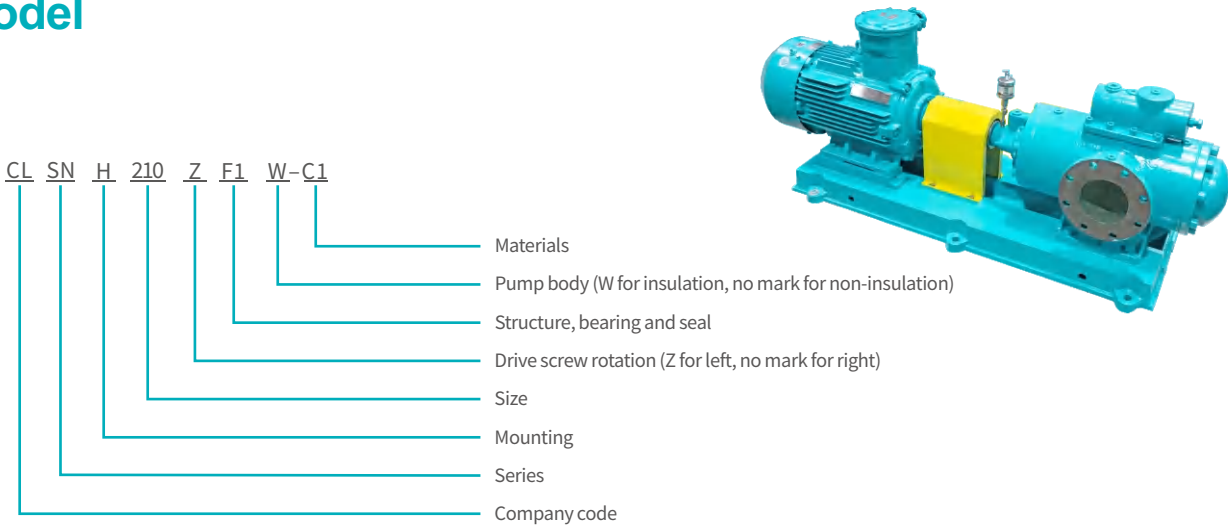 odel
CL SN H 210 Z F1 W-C1
Materials
Pump body (W for insulation, no mark for non-insulation)
Structure, bearing and seal
Drive screw rotation (Z for left, no mark for right)
Size
Mounting
Series
Company code